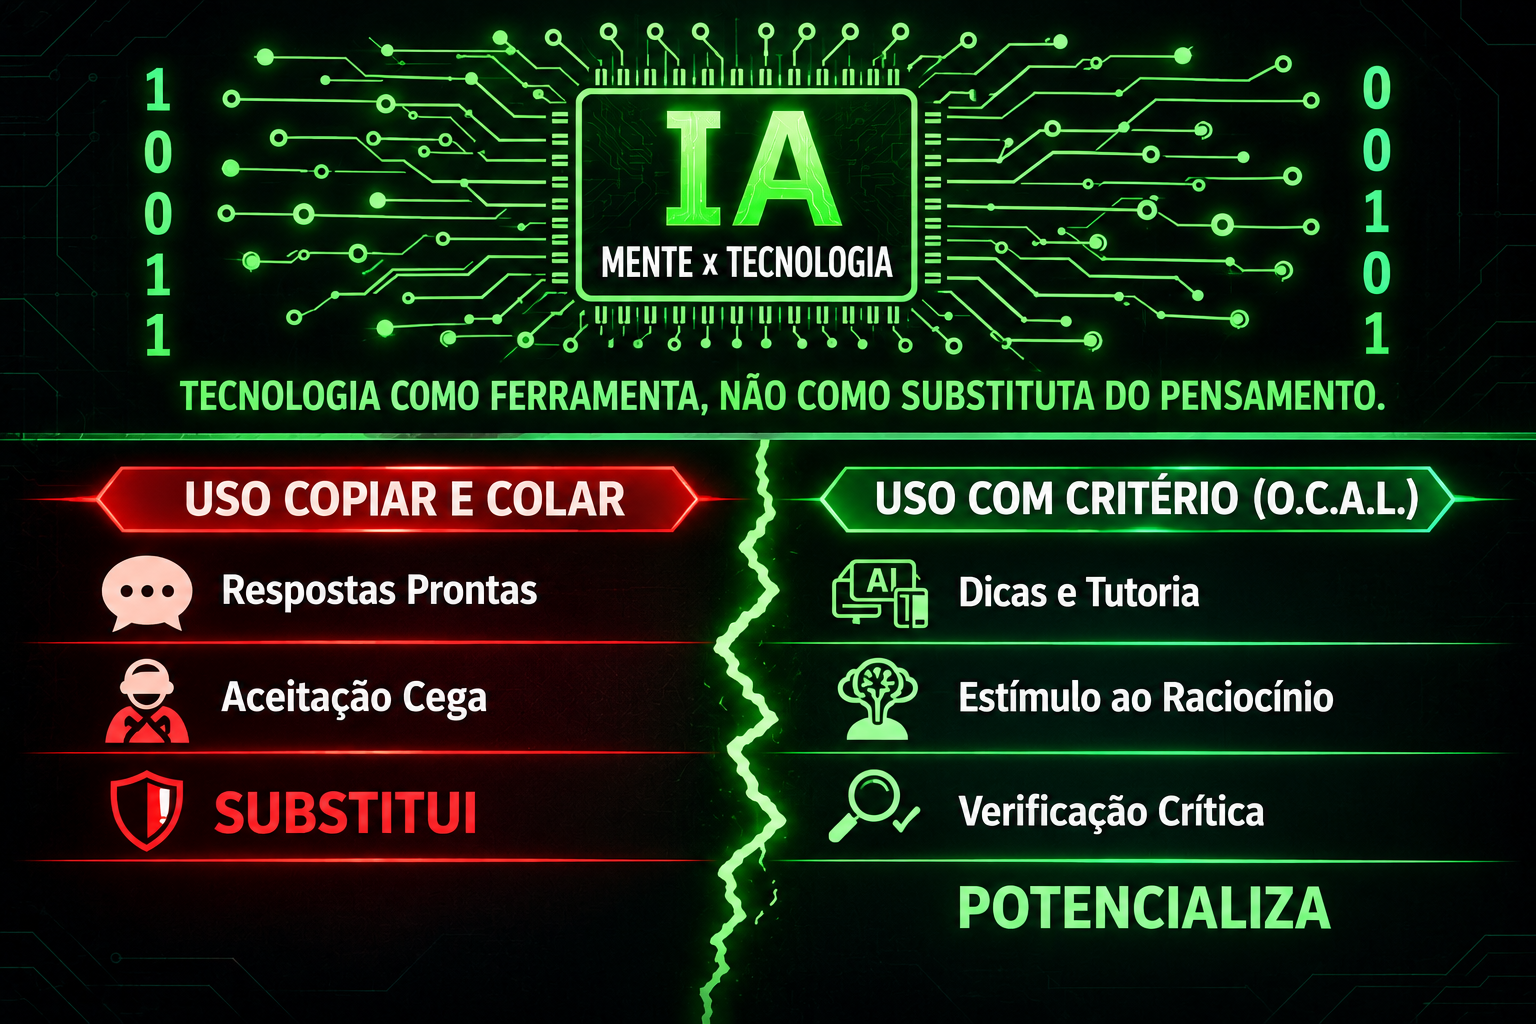 1
0
0
1
1
IA
MENTE x TECNOLOGIA
0
0
1
0
1
TECNOLOGIA COMO FERRAMENTA, NÃO COMO SUBSTITUTA DO PENSAMENTO.
USO COPIAR E COLAR
Respostas Prontas
Aceitação Cega
SUBSTITUI
USO COM CRITÉRIO (O.C.A.L.)
AI
Dicas e Tutoria
Estímulo ao Raciocínio
Verificação Crítica
POTENCIALIZA